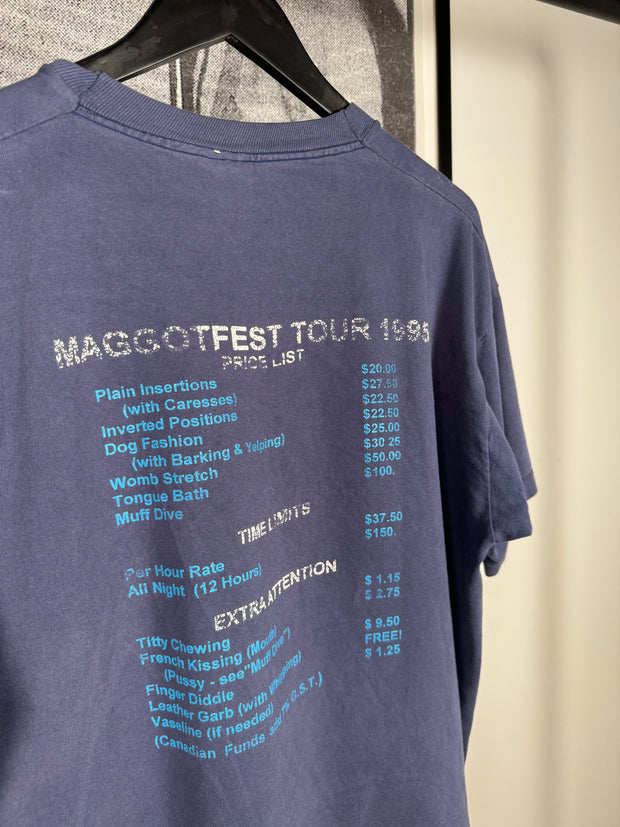 MAGGOTFEST TOUR 1995
PRICE LIST
Plain Insertions $20.00
(with Caresses) $27.50
Inverted Positions $22.50
Dog Fashion $22.50
(with Barking & Yelping) $25.00
Womb Stretch $30.25
Tongue Bath $50.00
Muff Dive $100.
TIME LIMITS
Per Hour Rate $37.50
All Night (12 Hours) $150.
EXTRA ATTENTION
Titty Chewing $ 1.15
French Kissing (Mouth) $ 2.75
(Pussy - see "Muff Dive")
Finger Diddle $ 9.50
Leather Garb (with Whipping) FREE!
Vaseline (if needed) $ 1.25
(Canadian Funds add 7% G.S.T.)